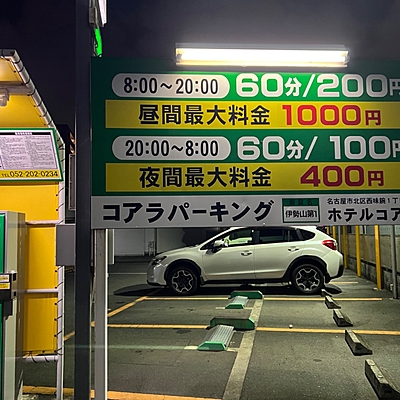 8:00〜20:00 60分/200円
昼間最大料金 1000円
20:00〜8:00 60分/100円
夜間最大料金 400円
コアラパーキング 伊勢山第1
名古屋市北区西味鋺1丁
ホテルコア
TEL052-202-0234